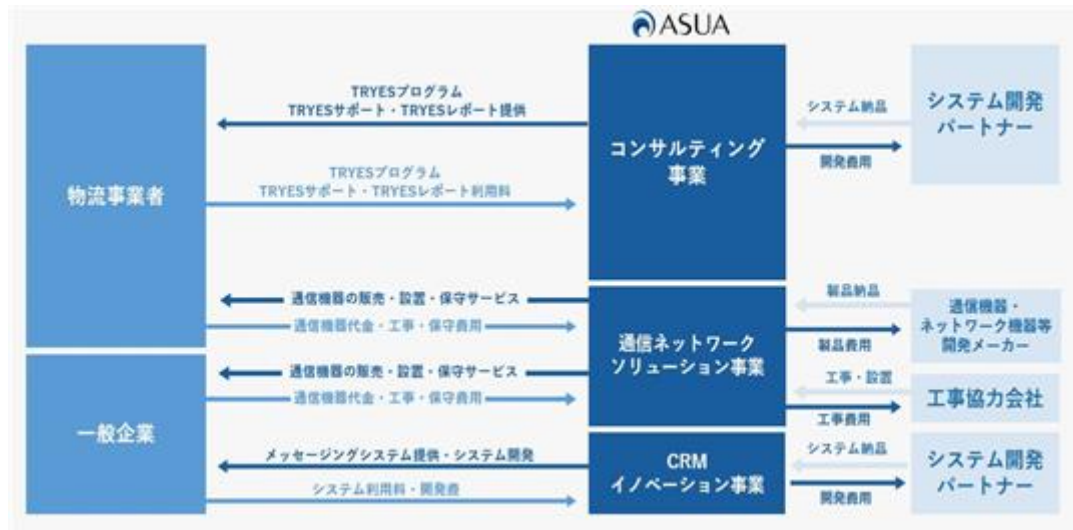 ASUA
物流事業者
TRYESプログラム
TRYESサポート・TRYESレポート提供
TRYESプログラム
TRYESサポート・TRYESレポート利用料
コンサルティング
事業
システム納品
開発費用
システム開発
パートナー
通信機器の販売・設置・保守サービス
通信機器代金・工事・保守費用
通信ネットワーク
ソリューション事業
製品納品
製品費用
通信機器・
ネットワーク機器等
開発メーカー
一般企業
通信機器の販売・設置・保守サービス
通信機器代金・工事・保守費用
工事・設置
工事費用
工事協力会社
メッセージングシステム提供・システム開発
システム利用料・開発費
CRM
イノベーション事業
システム納品
開発費用
システム開発
パートナー